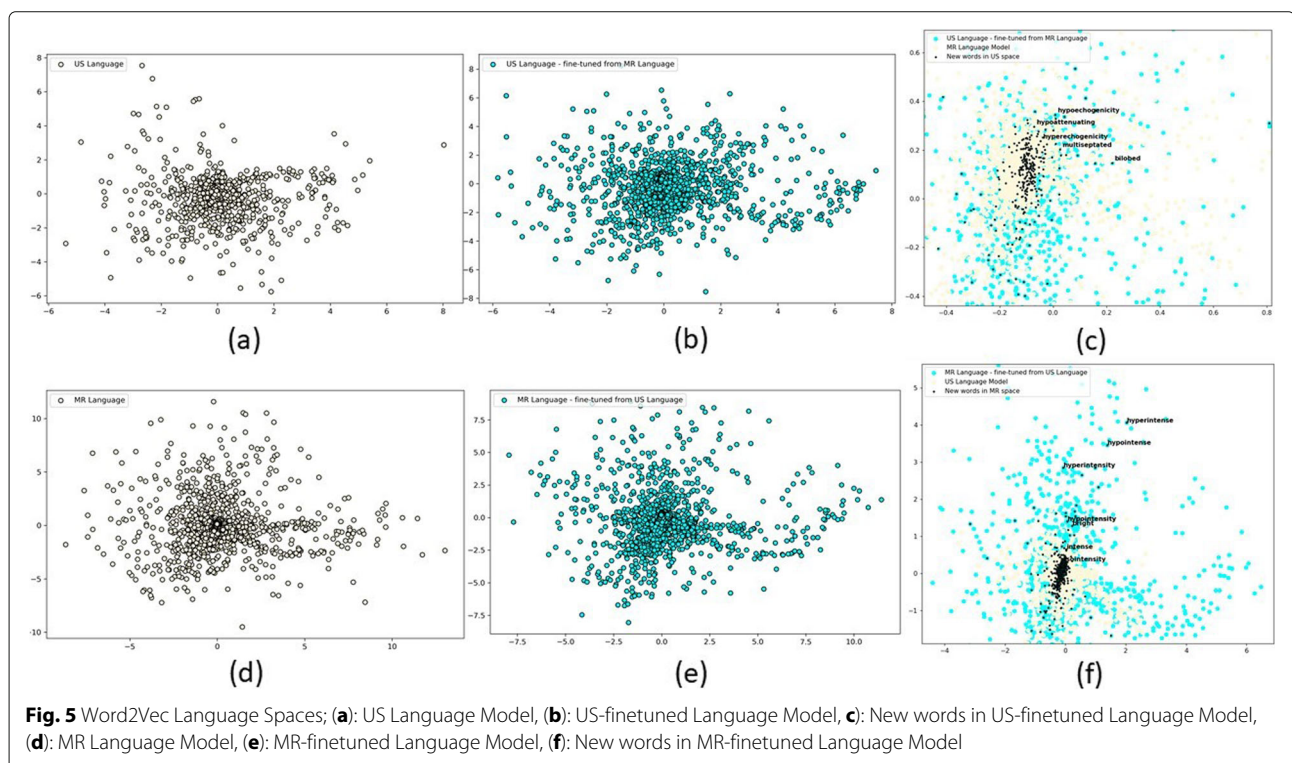 US Language
8
6
4
2
0
−2
−4
−6
−6
−4
−2
0
2
4
6
8
(a)
US Language - fine-tuned from MR Language
8
6
4
2
0
−2
−4
−6
−8
−6
−4
−2
0
2
4
6
8
(b)
US Language - fine-tuned from MR Language
MR Language Model
New words in US space
0.6
0.4
0.2
0.0
−0.2
−0.4
hypoechogenicity
hypoattenuating
hyperechogenicity
multiseptated
bilobed
−0.4
−0.2
0.0
0.2
0.4
0.6
0.8
(c)
MR Language
10
5
0
−5
−10
−5
0
5
10
(d)
MR Language - fine-tuned from US Language
7.5
5.0
2.5
0.0
−2.5
−5.0
−7.5
−7.5
−5.0
−2.5
0.0
2.5
5.0
7.5
10.0
(e)
MR Language - fine-tuned from US Language
US Language Model
New words in MR space
5
4
3
2
1
0
−1
hyperintense
hypointense
hyperintensity
hypointensity
bright
intense
−4
−2
0
2
4
6
(f)
Fig. 5 Word2Vec Language Spaces; (a): US Language Model, (b): US-finetuned Language Model, c): New words in US-finetuned Language Model,
(d): MR Language Model, (e): MR-finetuned Language Model, (f): New words in MR-finetuned Language Model